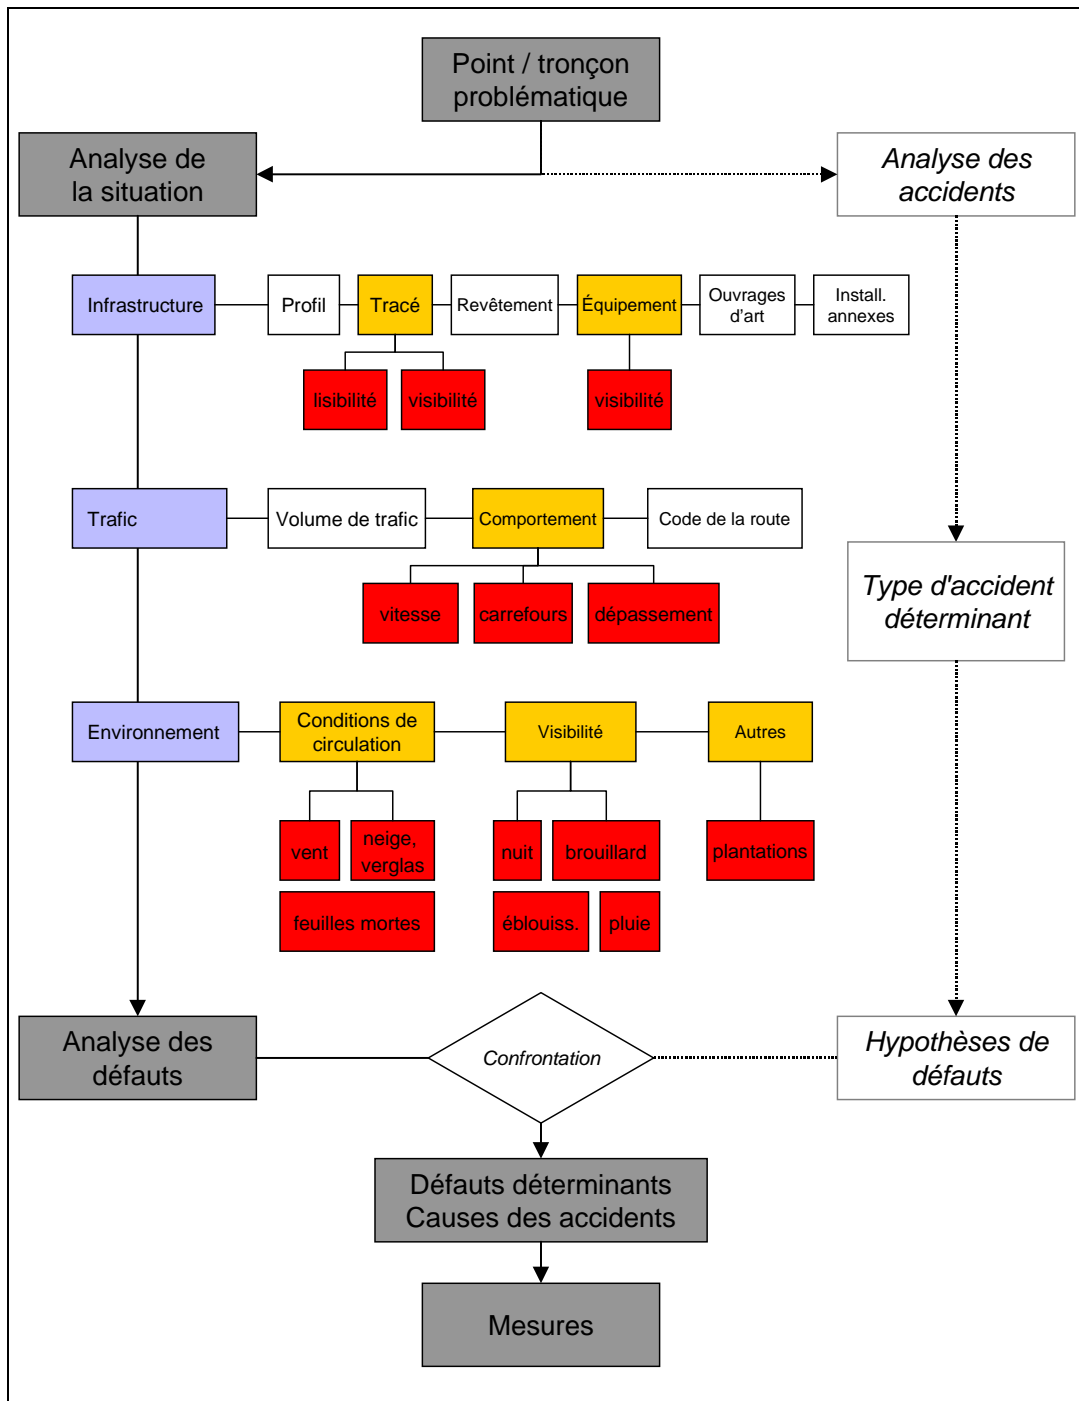 Point / tronçon
problématique
Analyse de
la situation
Analyse des
accidents
Infrastructure
Profil
Tracé
Revêtement
Équipement
Ouvrages
d'art
Install.
annexes
lisibilité
visibilité
visibilité
Trafic
Volume de trafic
Comportement
Code de la route
Type d'accident
déterminant
vitesse
carrefours
dépassement
Environnement
Conditions de
circulation
Visibilité
Autres
vent
neige,
verglas
nuit
brouillard
plantations
feuilles mortes
éblouiss.
pluie
Analyse des
défauts
Confrontation
Hypothèses de
défauts
Défauts déterminants
Causes des accidents
Mesures